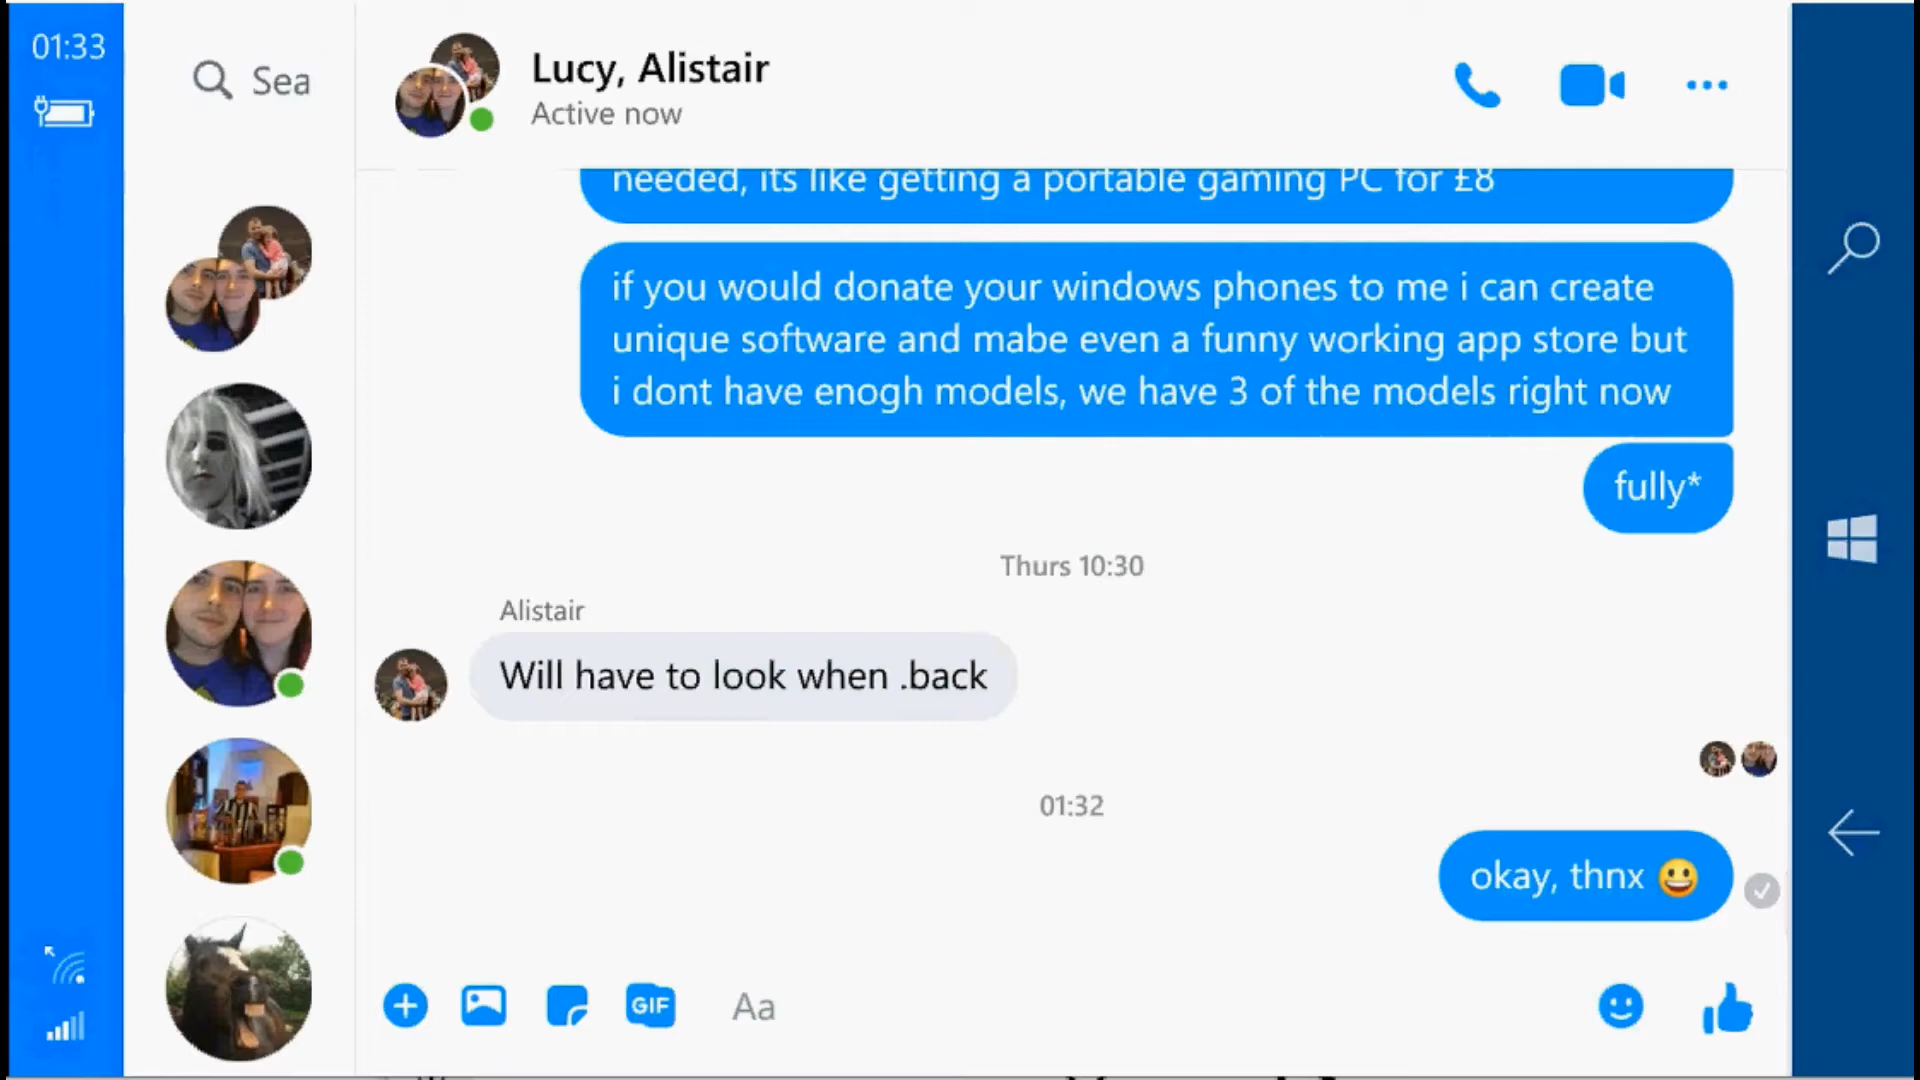 01:33
Sea
Lucy, Alistair
Active now
needed, its like getting a portable gaming PC for £8
if you would donate your windows phones to me i can create
unique software and mabe even a funny working app store but
i dont have enogh models, we have 3 of the models right now
fully*
Thurs 10:30
Alistair
Will have to look when .back
01:32
okay, thnx 😀
GIF
Aa